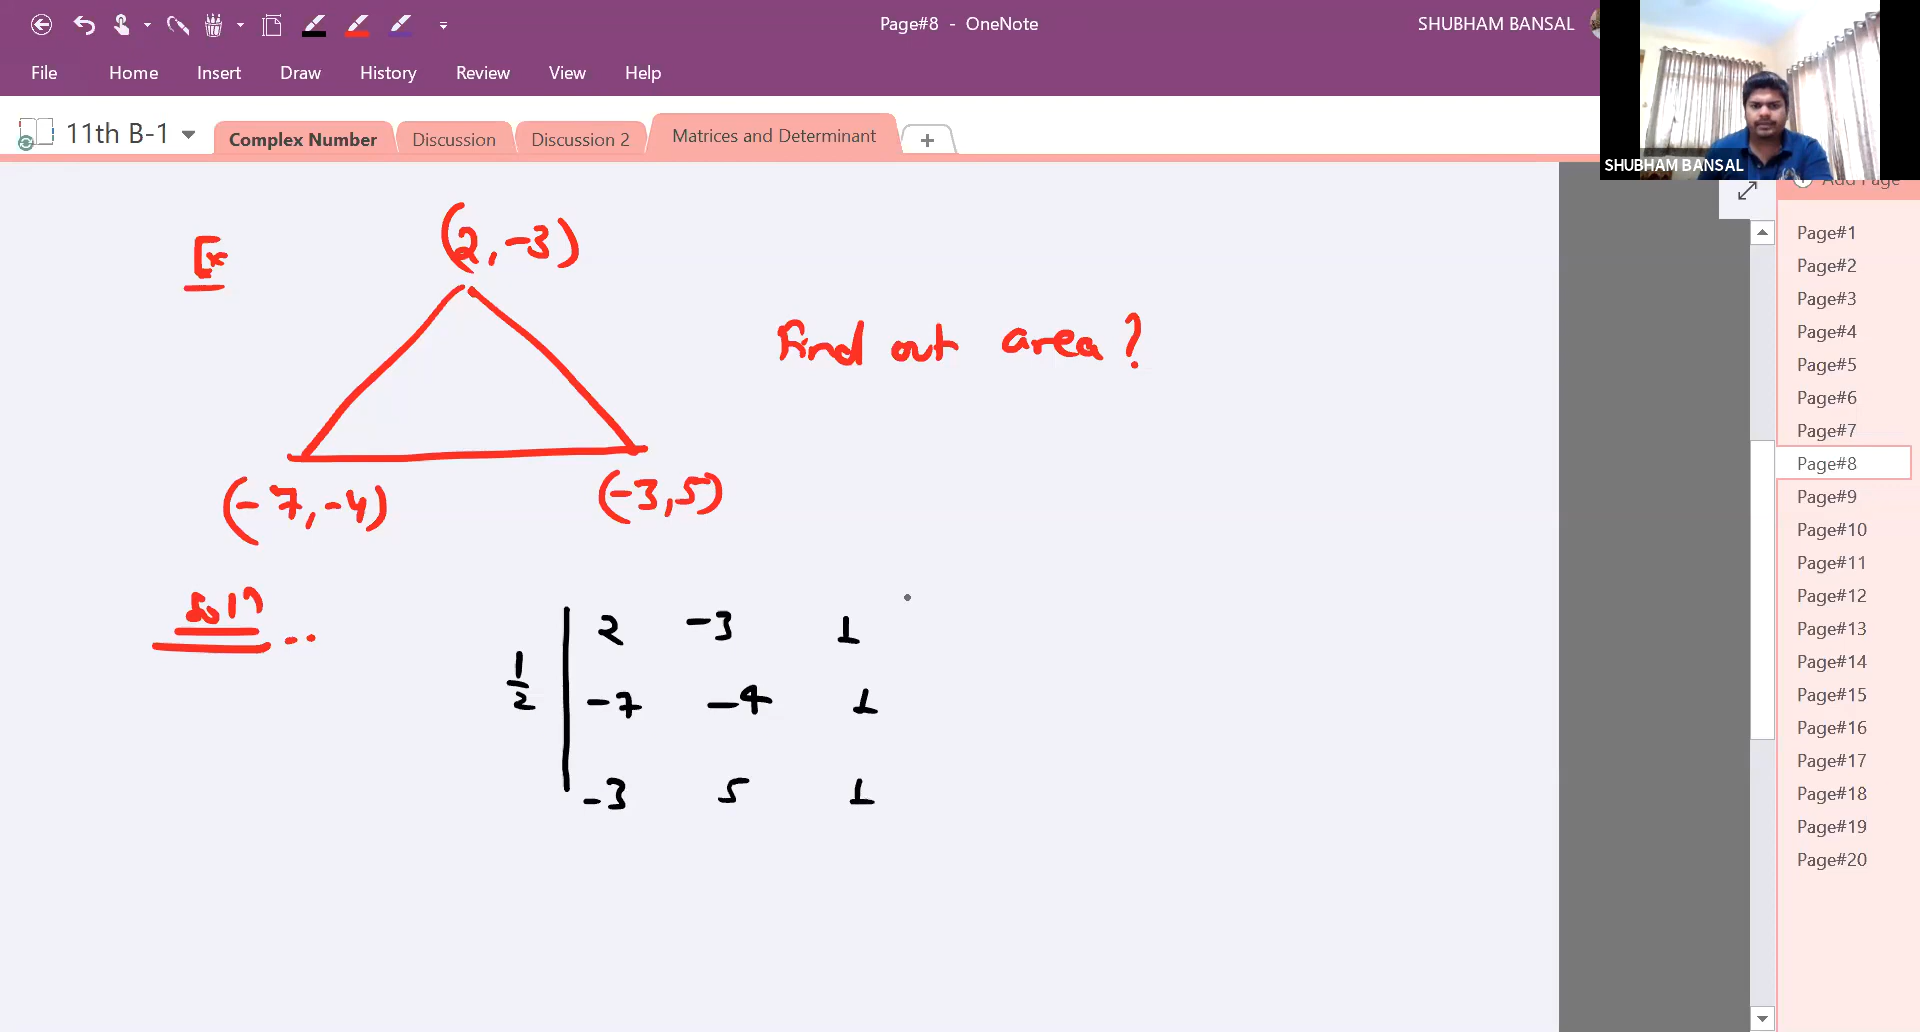 Page#8 - OneNote
SHUBHAM BANSAL
File Home Insert Draw History Review View Help
11th B-1 Complex Number Discussion Discussion 2 Matrices and Determinant +
SHUBHAM BANSAL
Add Page
Page#1
Page#2
Page#3
Page#4
Page#5
Page#6
Page#7
Page#8
Page#9
Page#10
Page#11
Page#12
Page#13
Page#14
Page#15
Page#16
Page#17
Page#18
Page#19
Page#20
Ex
(2, -3)
Find out area?
(-7, -4) (-3, 5)
Solⁿ
1/2 | 2 -3 1
-7 -4 1
-3 5 1